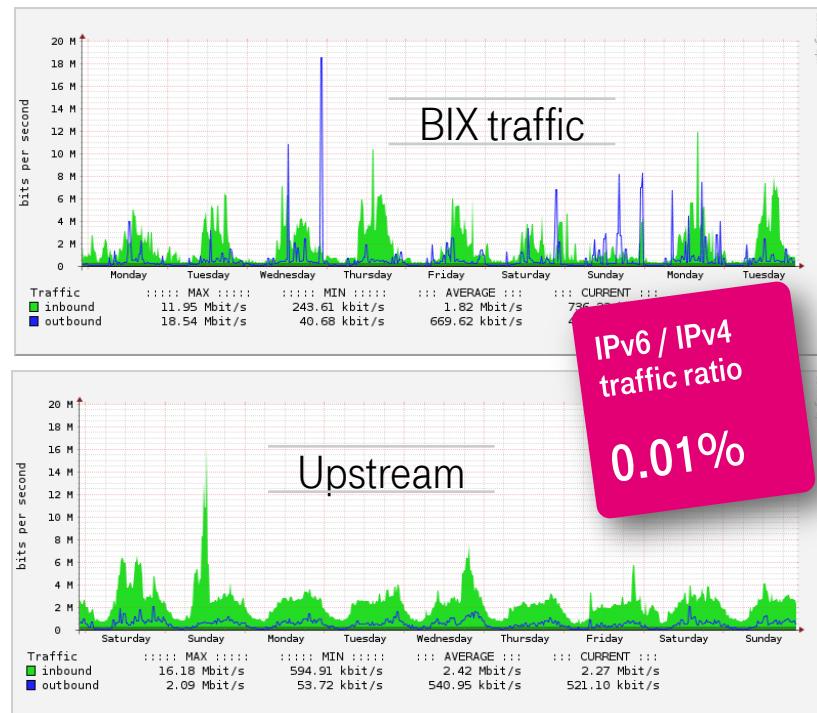 20 M
18 M
16 M
14 M
12 M
10 M
8 M
6 M
4 M
2 M
0
bits per second
BIX traffic
Monday Tuesday Wednesday Thursday Friday Saturday Sunday Monday Tuesday
Traffic ::::: MAX ::::: ::::: MIN ::::: ::: AVERAGE ::: ::: CURRENT :::
inbound 11.95 Mbit/s 243.61 kbit/s 1.82 Mbit/s
outbound 18.54 Mbit/s 40.68 kbit/s 669.62 kbit/s
IPv6 / IPv4
traffic ratio
0.01%
20 M
18 M
16 M
14 M
12 M
10 M
8 M
6 M
4 M
2 M
0
bits per second
Upstream
Saturday Sunday Monday Tuesday Wednesday Thursday Friday Saturday Sunday
Traffic ::::: MAX ::::: ::::: MIN ::::: ::: AVERAGE ::: ::: CURRENT :::
inbound 16.18 Mbit/s 594.91 kbit/s 2.42 Mbit/s 2.27 Mbit/s
outbound 2.09 Mbit/s 53.72 kbit/s 540.95 kbit/s 521.10 kbit/s